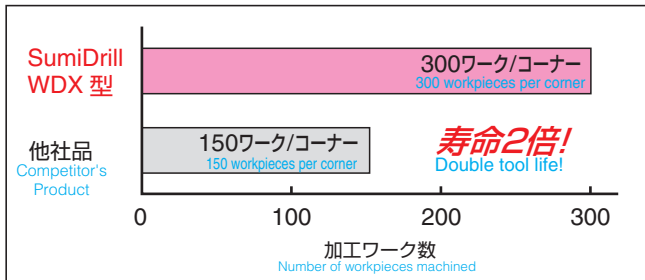 SumiDrill
WDX 型
300ワーク/コーナー
300 workpieces per corner
他社品
Competitor's
Product
150ワーク/コーナー
150 workpieces per corner
寿命2倍!
Double tool life!
0 100 200 300
加工ワーク数
Number of workpieces machined